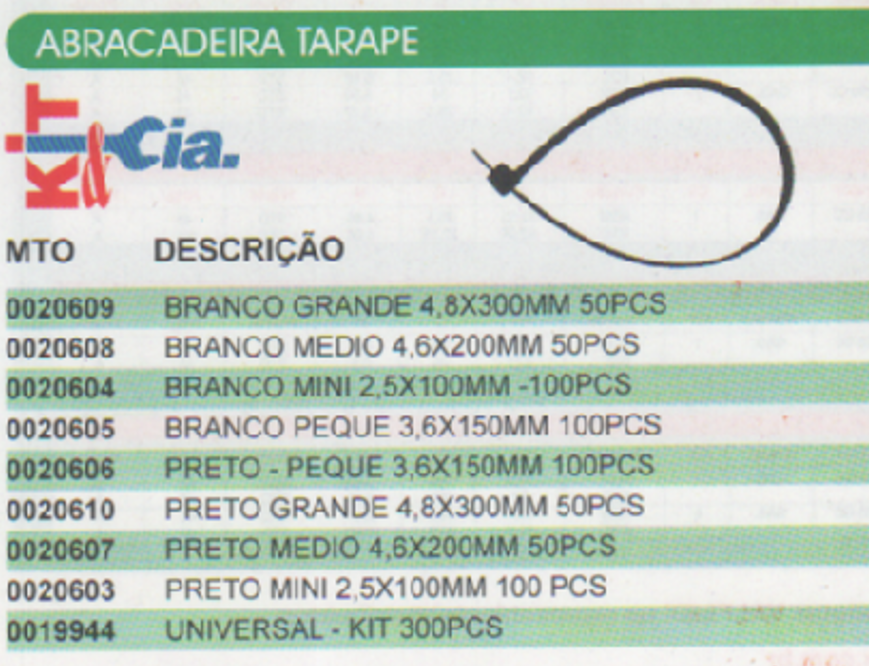 ABRACADEIRA TARAPE
KiT & Cia.
MTO DESCRIÇÃO
0020609 BRANCO GRANDE 4,8X300MM 50PCS
0020608 BRANCO MEDIO 4,6X200MM 50PCS
0020604 BRANCO MINI 2,5X100MM -100PCS
0020605 BRANCO PEQUE 3,6X150MM 100PCS
0020606 PRETO - PEQUE 3,6X150MM 100PCS
0020610 PRETO GRANDE 4,8X300MM 50PCS
0020607 PRETO MEDIO 4,6X200MM 50PCS
0020603 PRETO MINI 2,5X100MM 100 PCS
0019944 UNIVERSAL - KIT 300PCS